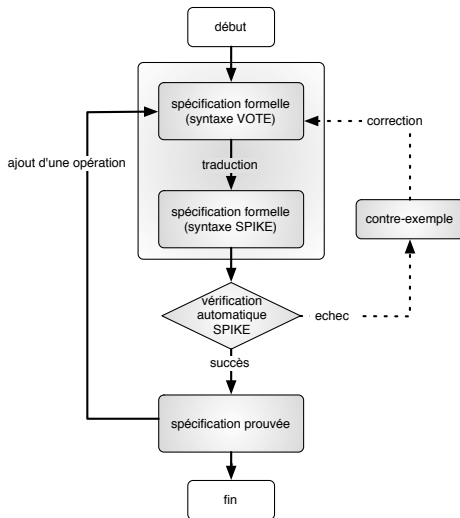 début
spécification formelle
(syntaxe VOTE)
correction
ajout d'une opération
traduction
spécification formelle
(syntaxe SPIKE)
contre-exemple
vérification
automatique
SPIKE
echec
succès
spécification prouvée
fin